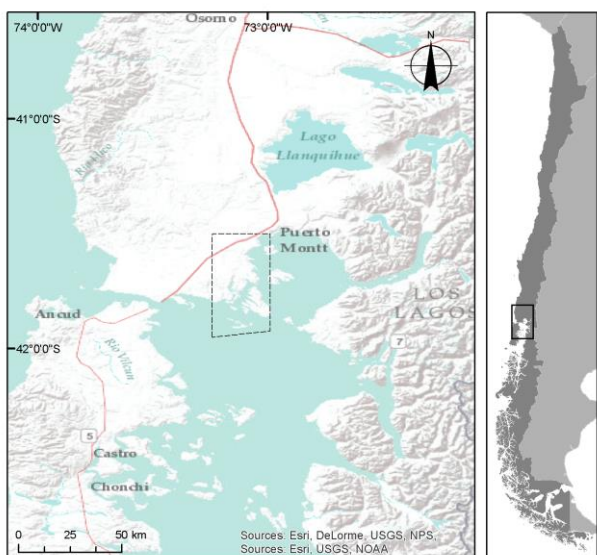 74°0'0"W
73°0'0"W
Osorno
N
41°0'0"S
Lago
Llanquihue
Puerto
Montt
LOS
LAGOS
Ancud
42°0'0"S
7
5
Castro
Chonchi
0 25 50 km
Sources: Esri, DeLorme, USGS, NPS,
Sources: Esri, USGS, NOAA